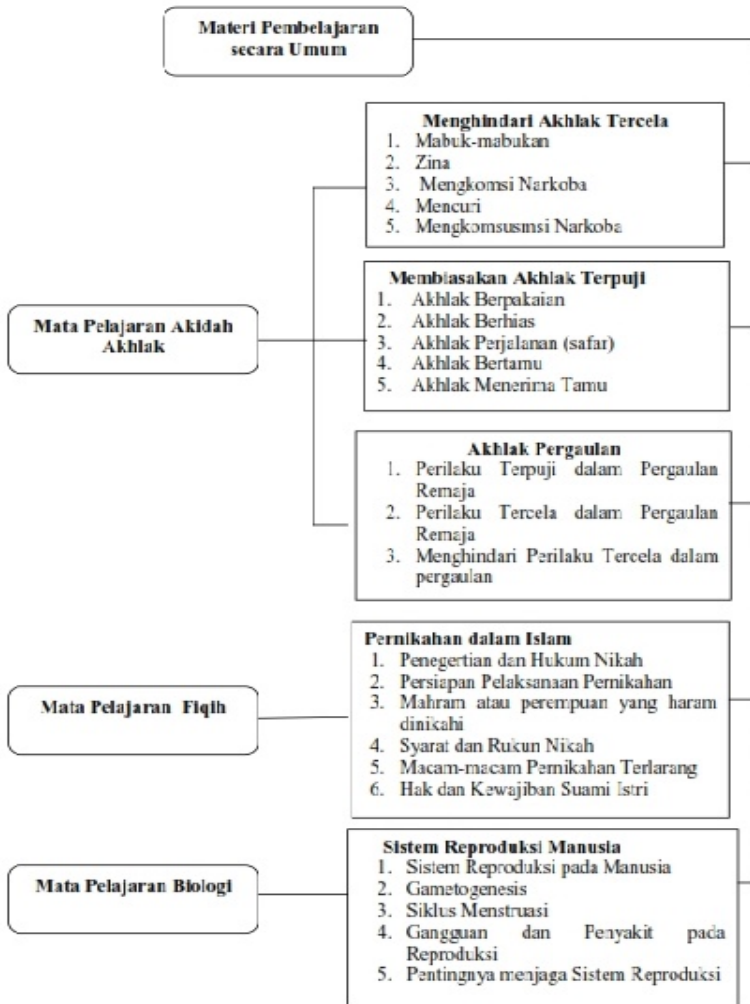 Materi Pembelajaran
secara Umum
Menghindari Akhlak Tercela
1. Mabuk-mabukan
2. Zina
3. Mengkomsi Narkoba
4. Mencuri
5. Mengkomsusmsi Narkoba
Mata Pelajaran Akidah
Akhlak
Membiasakan Akhlak Terpuji
1. Akhlak Berpakaian
2. Akhlak Berhias
3. Akhlak Perjalanan (safar)
4. Akhlak Bertamu
5. Akhlak Menerima Tamu
Akhlak Pergaulan
1. Perilaku Terpuji dalam Pergaulan
Remaja
2. Perilaku Tercela dalam Pergaulan
Remaja
3. Menghindari Perilaku Tercela dalam
pergaulan
Mata Pelajaran Fiqih
Pernikahan dalam Islam
1. Penegertian dan Hukum Nikah
2. Persiapan Pelaksanaan Pernikahan
3. Mahram atau perempuan yang haram
dinikahi
4. Syarat dan Rukun Nikah
5. Macam-macam Pernikahan Terlarang
6. Hak dan Kewajiban Suami Istri
Mata Pelajaran Biologi
Sistem Reproduksi Manusia
1. Sistem Reproduksi pada Manusia
2. Gametogenesis
3. Siklus Menstruasi
4. Gangguan dan Penyakit pada
Reproduksi
5. Pentingnya menjaga Sistem Reproduksi